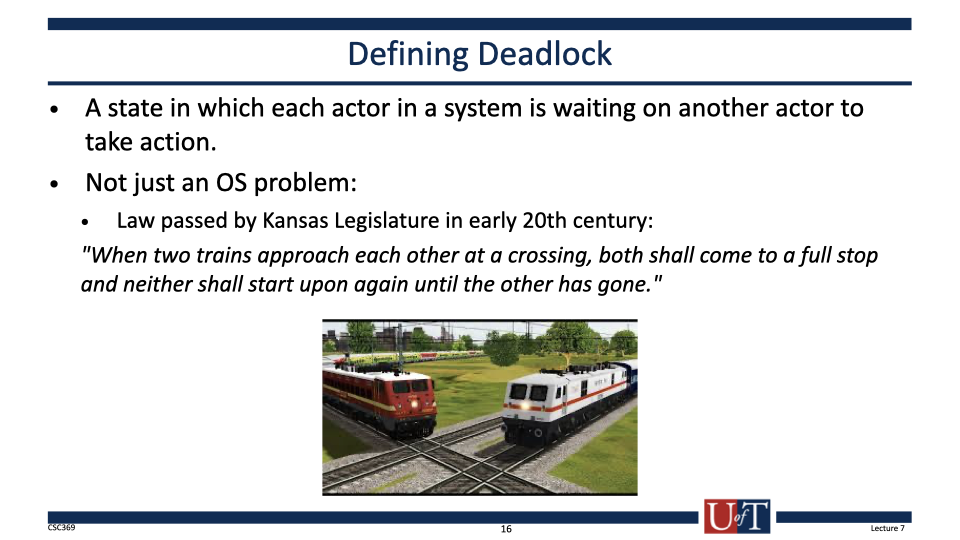 Defining Deadlock
• A state in which each actor in a system is waiting on another actor to
take action.
• Not just an OS problem:
• Law passed by Kansas Legislature in early 20th century:
"When two trains approach each other at a crossing, both shall come to a full stop
and neither shall start upon again until the other has gone."
CSC369
16
UofT
Lecture 7